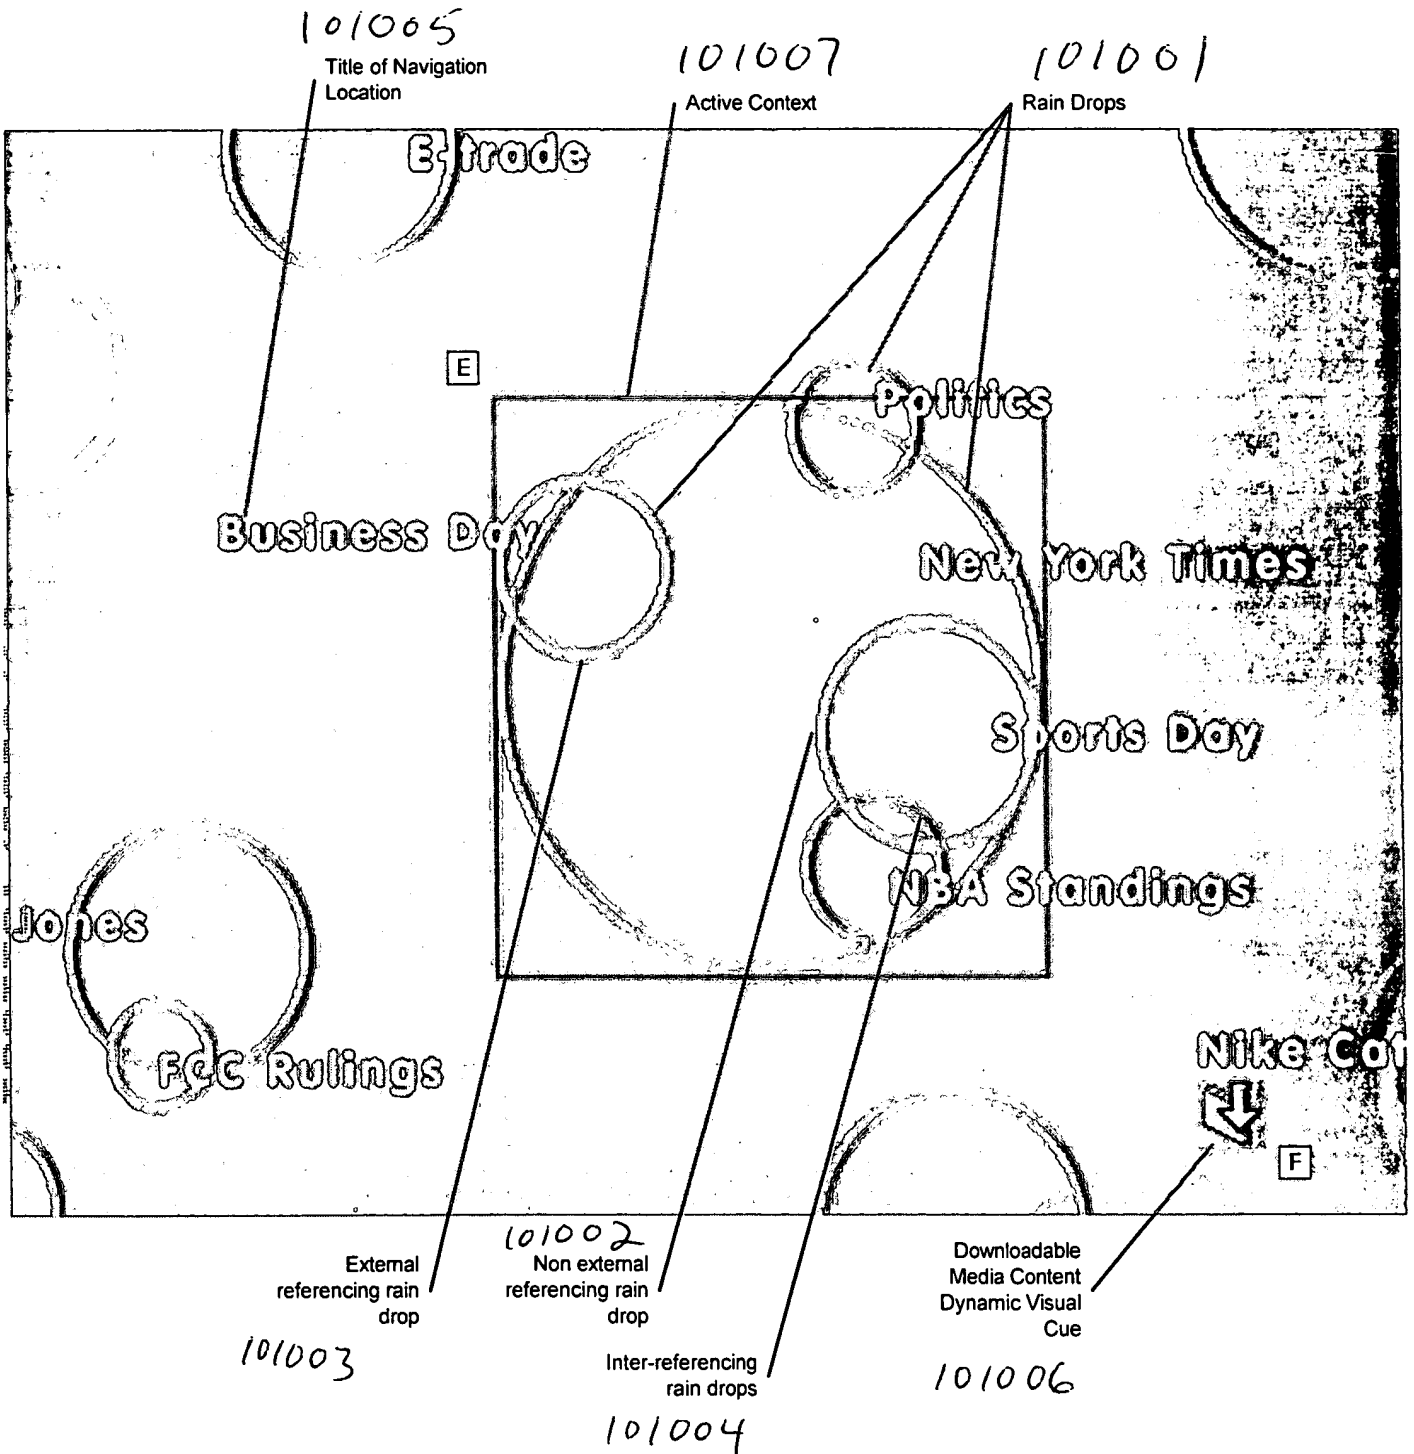 101005
Title of Navigation
Location
101007
Active Context
101001
Rain Drops
E-trade
E
Politics
Business Day
New York Times
Sports Day
NBA Standings
Jones
FCC Rulings
Nike Cat
F
External
referencing rain
drop
101003
101002
Non external
referencing rain
drop
Inter-referencing
rain drops
101004
Downloadable
Media Content
Dynamic Visual
Cue
101006